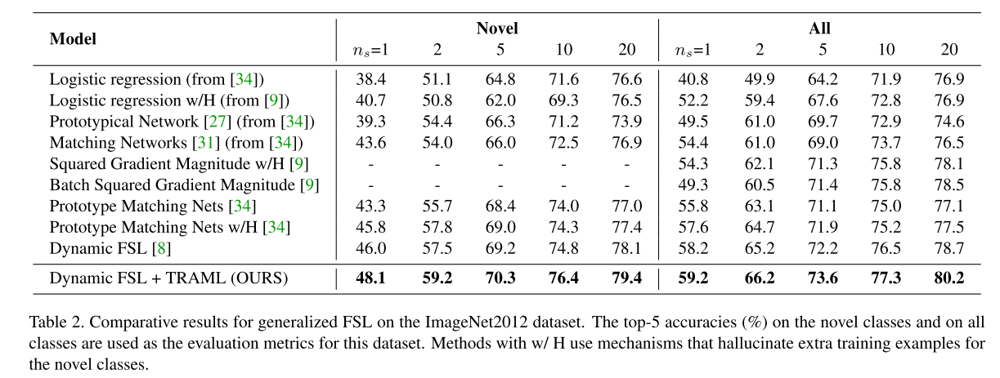 Model Novel All
nₛ=1 2 5 10 20 nₛ=1 2 5 10 20
Logistic regression (from [34]) 38.4 51.1 64.8 71.6 76.6 40.8 49.9 64.2 71.9 76.9
Logistic regression w/H (from [9]) 40.7 50.8 62.0 69.3 76.5 52.2 59.4 67.6 72.8 76.9
Prototypical Network [27] (from [34]) 39.3 54.4 66.3 71.2 73.9 49.5 61.0 69.7 72.9 74.6
Matching Networks [31] (from [34]) 43.6 54.0 66.0 72.5 76.9 54.4 61.0 69.0 73.7 76.5
Squared Gradient Magnitude w/H [9] - - - - - 54.3 62.1 71.3 75.8 78.1
Batch Squared Gradient Magnitude [9] - - - - - 49.3 60.5 71.4 75.8 78.5
Prototype Matching Nets [34] 43.3 55.7 68.4 74.0 77.0 55.8 63.1 71.1 75.0 77.1
Prototype Matching Nets w/H [34] 45.8 57.8 69.0 74.3 77.4 57.6 64.7 71.9 75.2 77.5
Dynamic FSL [8] 46.0 57.5 69.2 74.8 78.1 58.2 65.2 72.2 76.5 78.7
Dynamic FSL + TRAML (OURS) 48.1 59.2 70.3 76.4 79.4 59.2 66.2 73.6 77.3 80.2
Table 2. Comparative results for generalized FSL on the ImageNet2012 dataset. The top-5 accuracies (%) on the novel classes and on all
classes are used as the evaluation metrics for this dataset. Methods with w/ H use mechanisms that hallucinate extra training examples for
the novel classes.